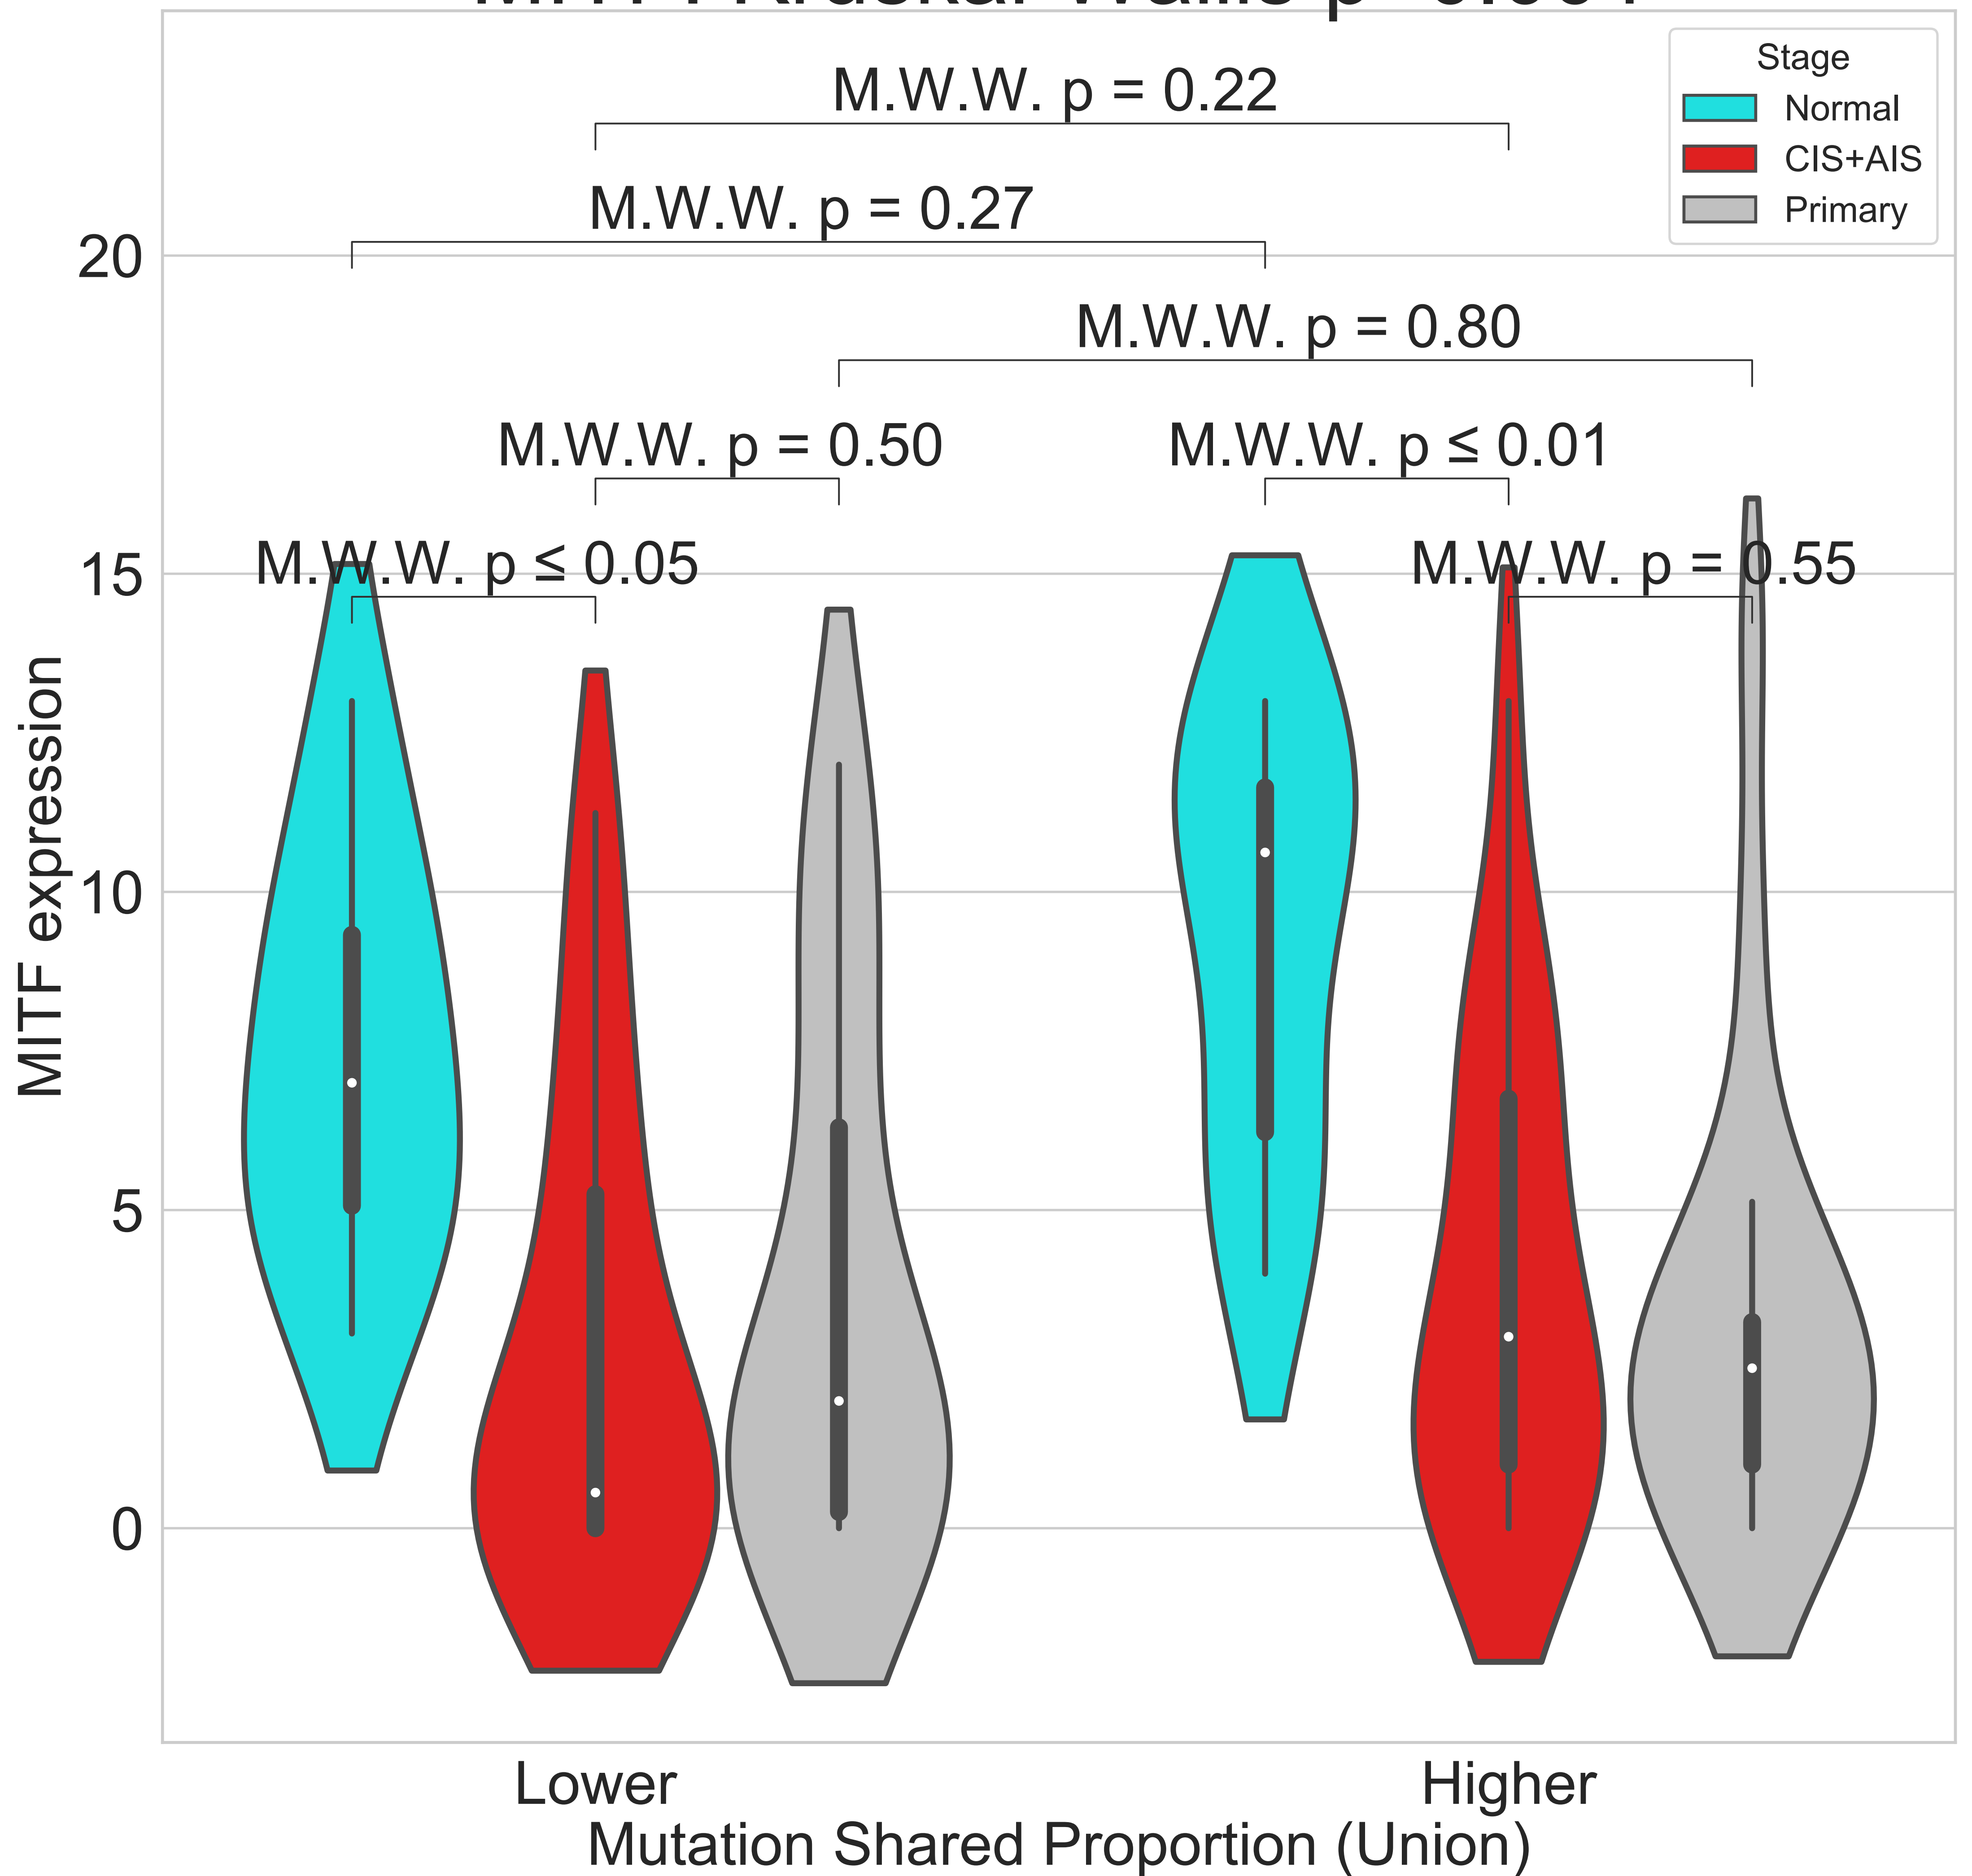 Stage
Normal
CIS+AIS
Primary
M.W.W. p = 0.22
M.W.W. p = 0.27
M.W.W. p = 0.80
M.W.W. p = 0.50
M.W.W. p ≤ 0.01
M.W.W. p ≤ 0.05
M.W.W. p = 0.55
20
15
10
5
0
MITF expression
Lower
Higher
Mutation Shared Proportion (Union)